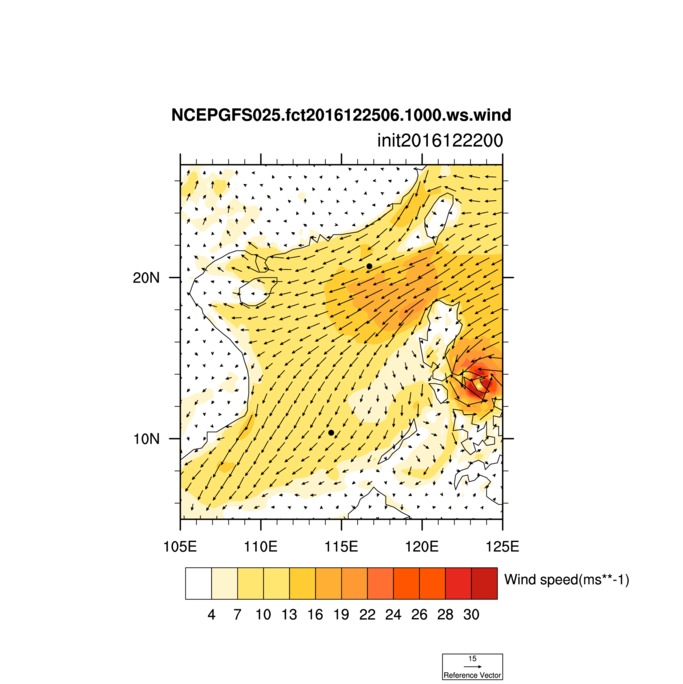 NCEPGFS025.fct2016122506.1000.ws.wind
init2016122200
20N
10N
105E 110E 115E 120E 125E
4 7 10 13 16 19 22 24 26 28 30
Wind speed(ms**-1)
15
Reference Vector